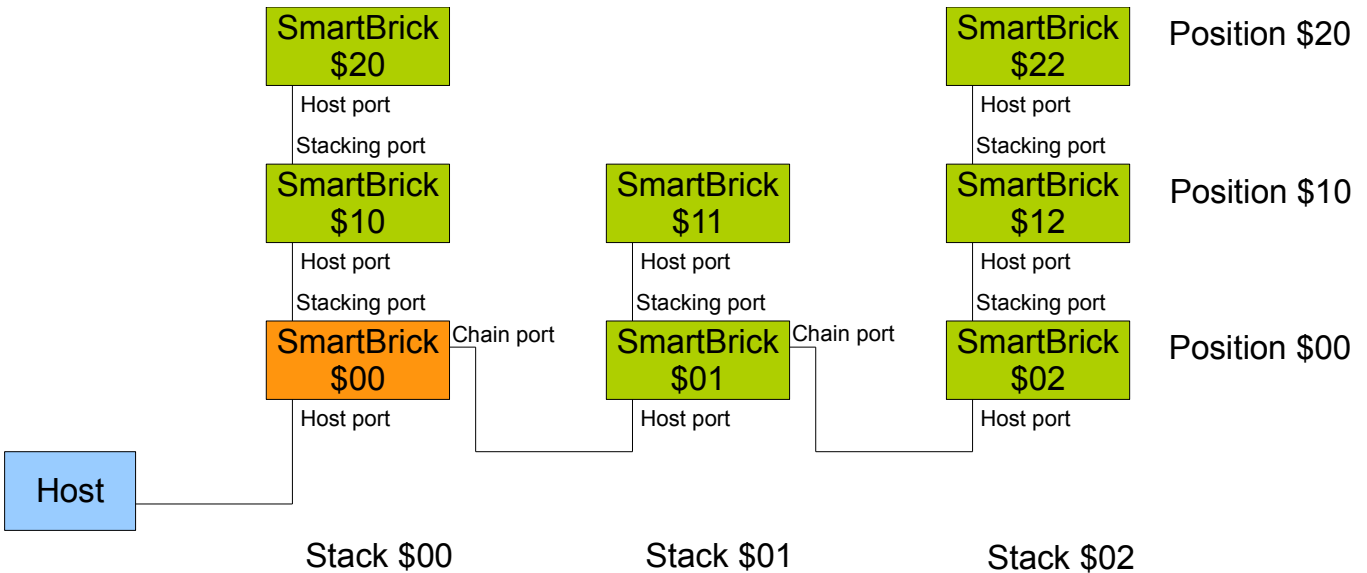 SmartBrick
$20
SmartBrick
$22
Position $20
Host port
Host port
Stacking port
Stacking port
SmartBrick
$10
SmartBrick
$11
SmartBrick
$12
Position $10
Host port
Host port
Host port
Stacking port
Stacking port
Stacking port
SmartBrick
$00
Chain port
SmartBrick
$01
Chain port
SmartBrick
$02
Position $00
Host port
Host port
Host port
Host
Stack $00
Stack $01
Stack $02